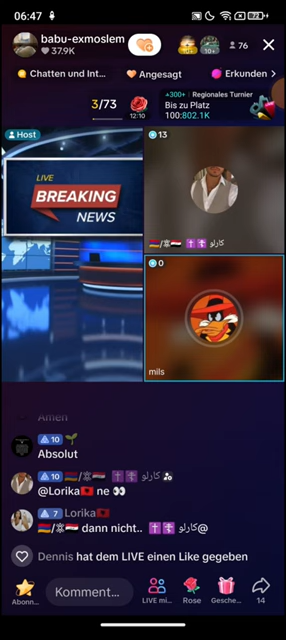 06:47
72
babu-exmoslem
37.9K
10+ 10+
76
Chatten und Int...
Angesagt
Erkunden
3/73
12:10
+300 Regionales Turnier
Bis zu Platz
100:802.1K
Host
LIVE
BREAKING
NEWS
13
كارلو
0
mils
Amen
10
Absolut
10 كارلو
@Lorika🇦🇱 ne 👀
7 Lorika🇦🇱
@كارلو dann nicht..
Dennis hat dem LIVE einen Like gegeben
Abonn...
Komment...
LIVE mi...
Rose
Gesche...
14